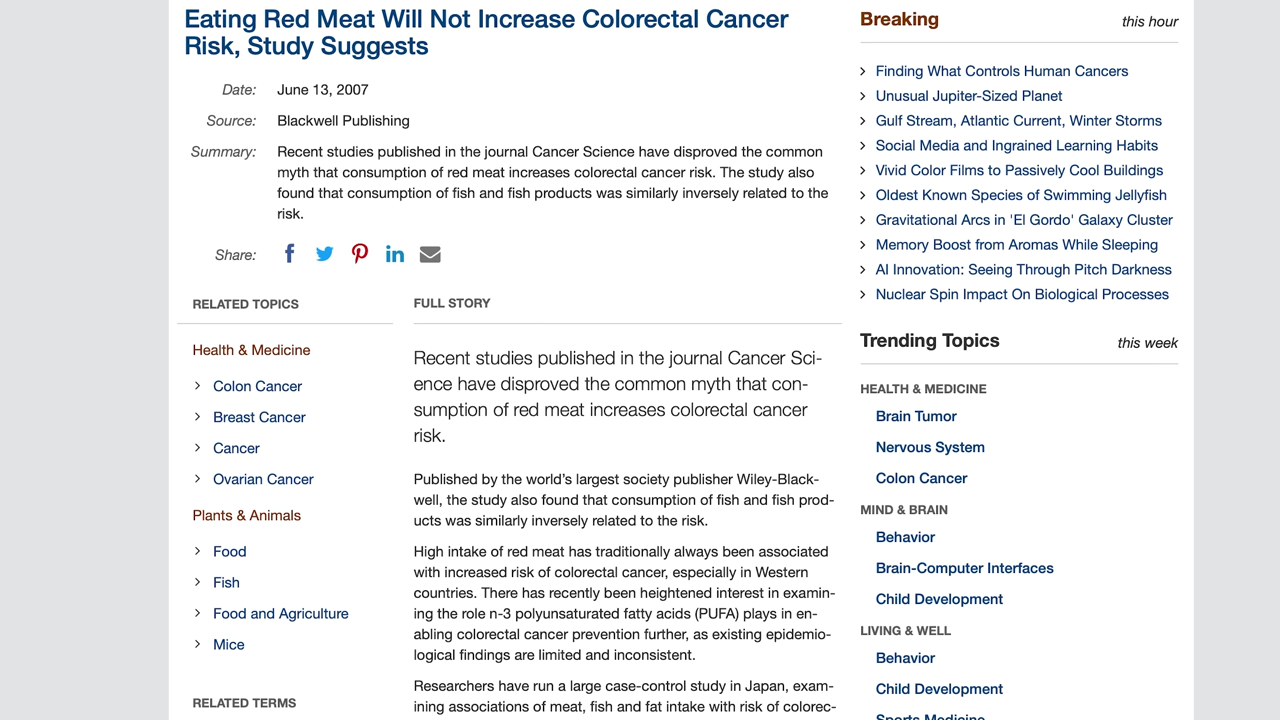 Eating Red Meat Will Not Increase Colorectal Cancer
Risk, Study Suggests
Date: June 13, 2007
Source: Blackwell Publishing
Summary: Recent studies published in the journal Cancer Science have disproved the common
myth that consumption of red meat increases colorectal cancer risk. The study also
found that consumption of fish and fish products was similarly inversely related to the
risk.
Share:
RELATED TOPICS
Health & Medicine
Colon Cancer
Breast Cancer
Cancer
Ovarian Cancer
Plants & Animals
Food
Fish
Food and Agriculture
Mice
RELATED TERMS
FULL STORY
Recent studies published in the journal Cancer Sci-
ence have disproved the common myth that con-
sumption of red meat increases colorectal cancer
risk.
Published by the world's largest society publisher Wiley-Black-
well, the study also found that consumption of fish and fish prod-
ucts was similarly inversely related to the risk.
High intake of red meat has traditionally always been associated
with increased risk of colorectal cancer, especially in Western
countries. There has recently been heightened interest in examin-
ing the role n-3 polyunsaturated fatty acids (PUFA) plays in en-
abling colorectal cancer prevention further, as existing epidemio-
logical findings are limited and inconsistent.
Researchers have run a large case-control study in Japan, exam-
ining associations of meat, fish and fat intake with risk of colorec-
Breaking this hour
Finding What Controls Human Cancers
Unusual Jupiter-Sized Planet
Gulf Stream, Atlantic Current, Winter Storms
Social Media and Ingrained Learning Habits
Vivid Color Films to Passively Cool Buildings
Oldest Known Species of Swimming Jellyfish
Gravitational Arcs in 'El Gordo' Galaxy Cluster
Memory Boost from Aromas While Sleeping
AI Innovation: Seeing Through Pitch Darkness
Nuclear Spin Impact On Biological Processes
Trending Topics this week
HEALTH & MEDICINE
Brain Tumor
Nervous System
Colon Cancer
MIND & BRAIN
Behavior
Brain-Computer Interfaces
Child Development
LIVING & WELL
Behavior
Child Development
Sports Medicine